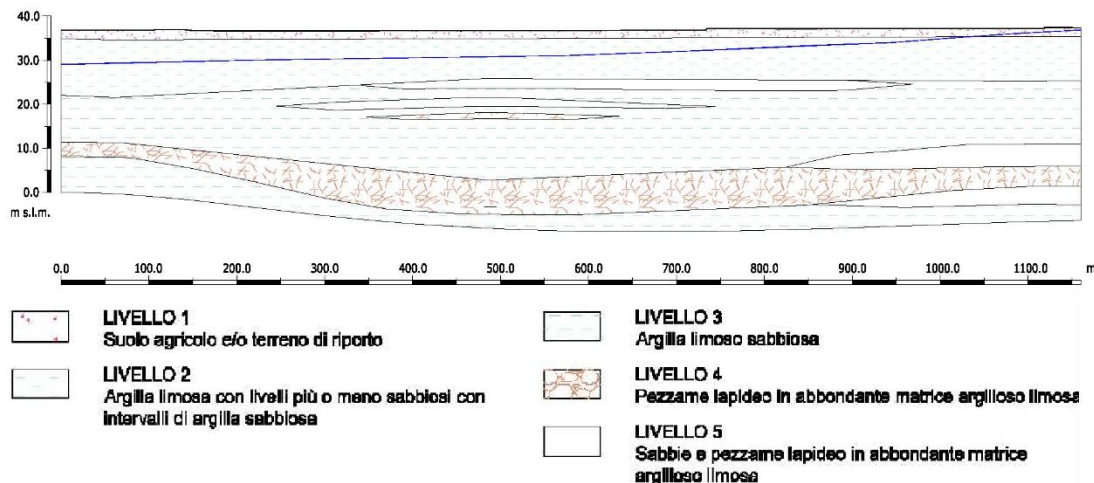 40.0
30.0
20.0
10.0
0.0
m s.l.m.
0.0 100.0 200.0 300.0 400.0 500.0 600.0 700.0 800.0 900.0 1000.0 1100.0 m
LIVELLO 1
Suolo agricolo e/o terreno di riporto
LIVELLO 2
Argilla limosa con livelli più o meno sabbiosi con
intervalli di argilla sabbiosa
LIVELLO 3
Argilla limoso sabbiosa
LIVELLO 4
Pezzame lapideo in abbondante matrice argilloso limosa
LIVELLO 5
Sabbie e pezzame lapideo in abbondante matrice
argilloso limosa